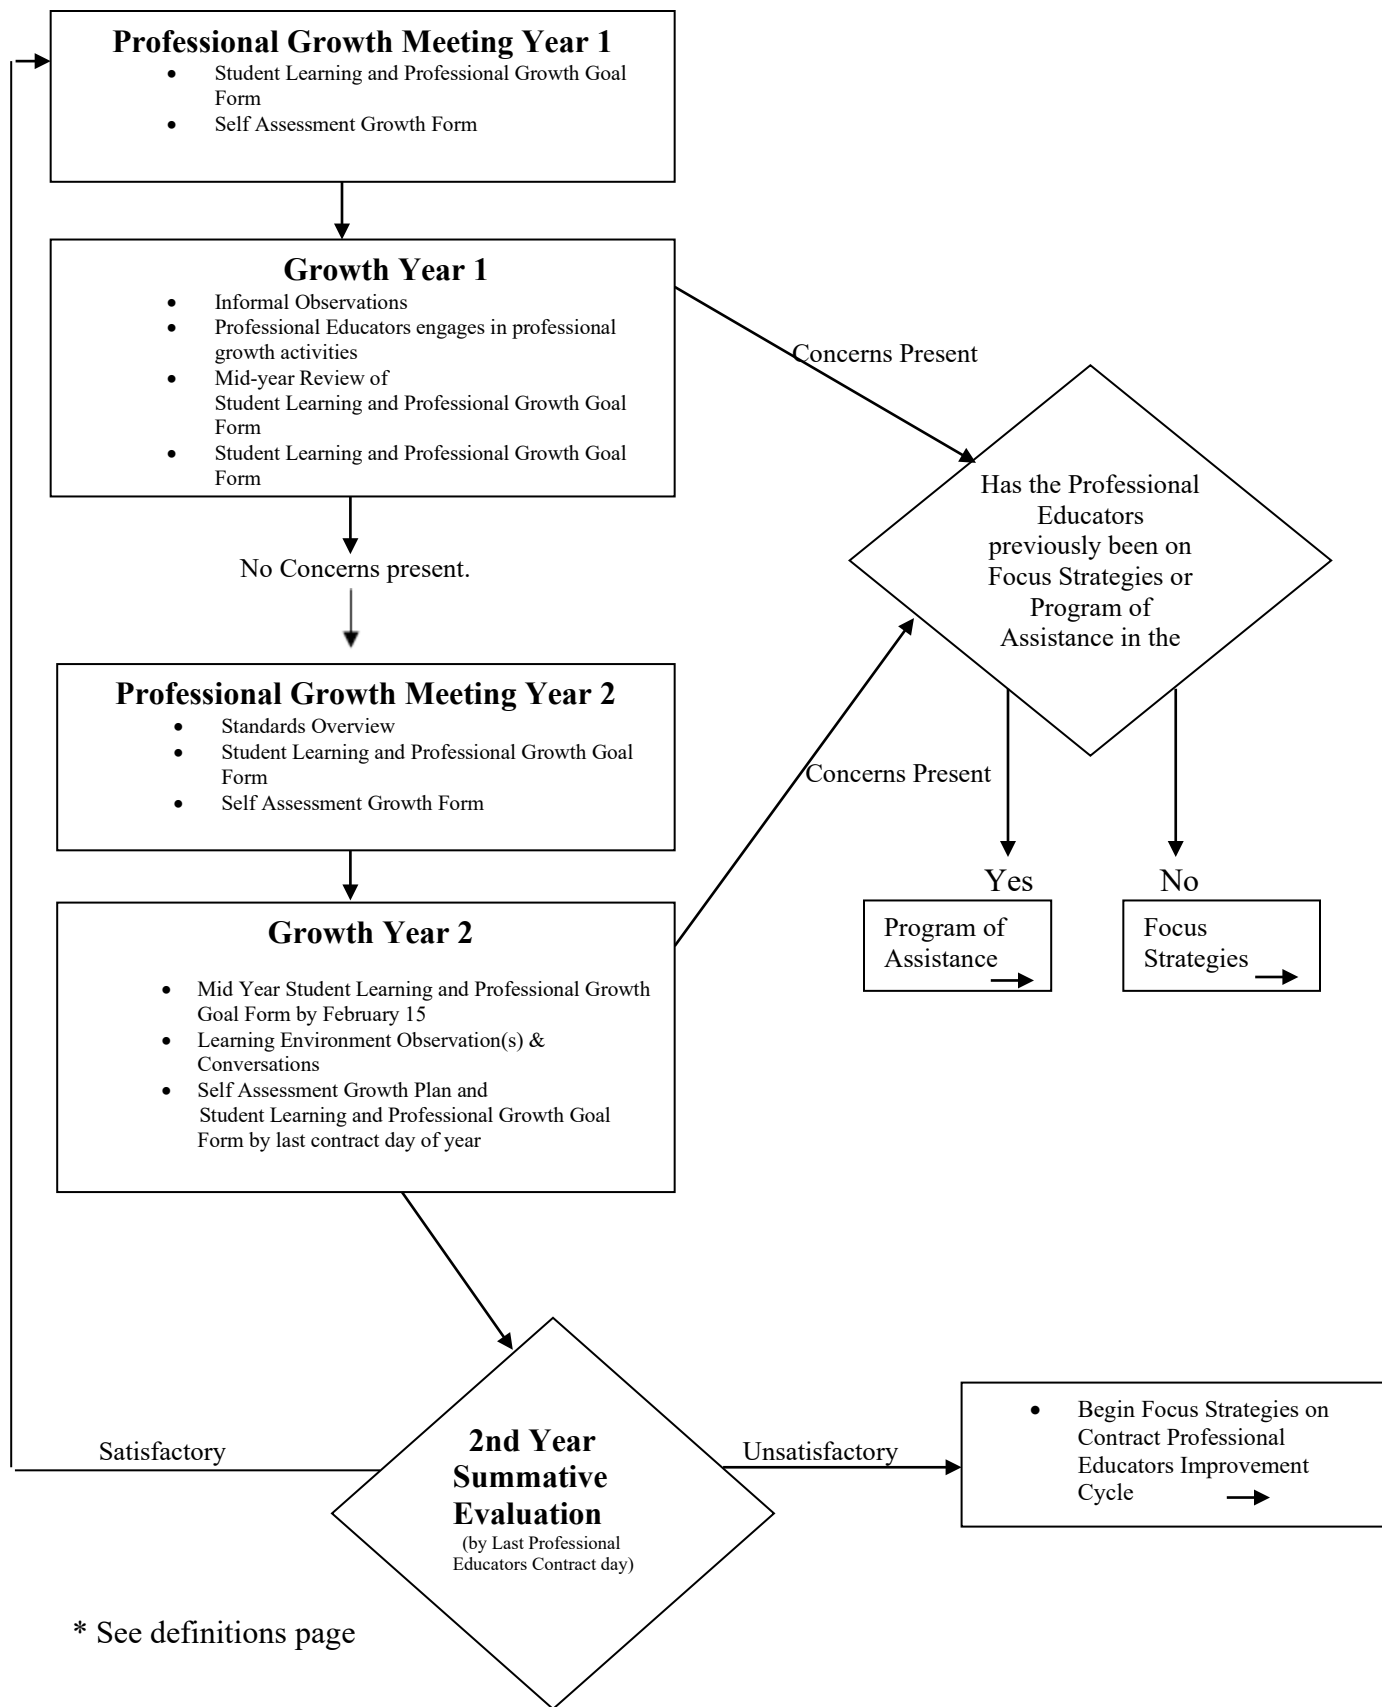 Professional Growth Meeting Year 1
• Student Learning and Professional Growth Goal
Form
• Self Assessment Growth Form
Growth Year 1
• Informal Observations
• Professional Educators engages in professional
growth activities
• Mid-year Review of
Student Learning and Professional Growth Goal
Form
• Student Learning and Professional Growth Goal
Form
Concerns Present
Has the Professional
Educators
previously been on
Focus Strategies or
Program of
Assistance in the
No Concerns present.
Professional Growth Meeting Year 2
• Standards Overview
• Student Learning and Professional Growth Goal
Form
• Self Assessment Growth Form
Concerns Present
Yes No
Program of
Assistance
Focus
Strategies
Growth Year 2
• Mid Year Student Learning and Professional Growth
Goal Form by February 15
• Learning Environment Observation(s) &
Conversations
• Self Assessment Growth Plan and
Student Learning and Professional Growth Goal
Form by last contract day of year
Satisfactory
2nd Year
Summative
Evaluation
(by Last Professional
Educators Contract day)
Unsatisfactory
• Begin Focus Strategies on
Contract Professional
Educators Improvement
Cycle
* See definitions page